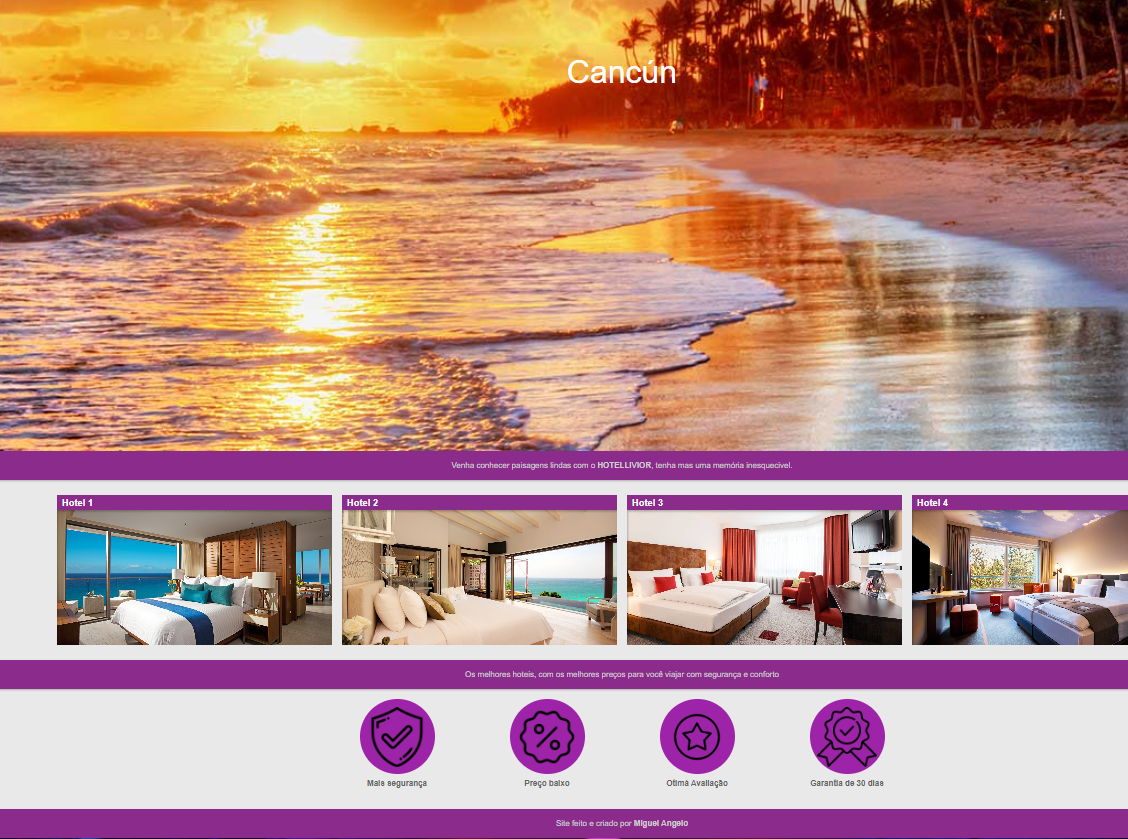 Cancún
Venha conhecer paisagens lindas com o HOTELLIVIOR, tenha mas uma memória inesquecivel.
Hotel 1
Hotel 2
Hotel 3
Hotel 4
Os melhores hoteis, com os melhores preços para você viajar com segurança e conforto
Mais segurança
Preço baixo
Otima Avaliação
Garantia de 30 dias
Site feito e criado por Miguel Angelo